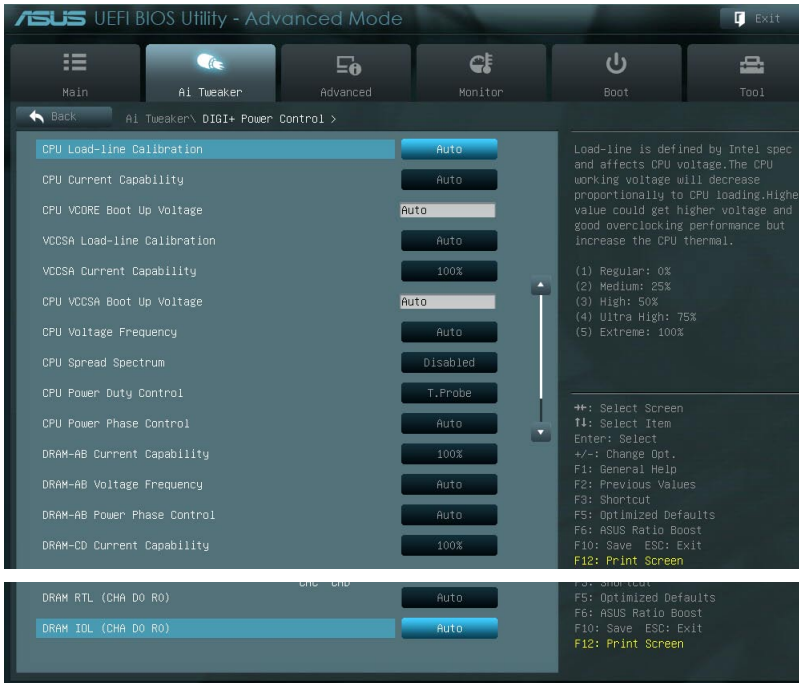 ASUS UEFI BIOS Utility - Advanced Mode
Exit
Main
Ai Tweaker
Advanced
Monitor
Boot
Tool
Back
Ai Tweaker\ DIGI+ Power Control >
CPU Load-line Calibration Auto
CPU Current Capability Auto
CPU VCORE Boot Up Voltage Auto
VCCSA Load-line Calibration Auto
VCCSA Current Capability 100%
CPU VCCSA Boot Up Voltage Auto
CPU Voltage Frequency Auto
CPU Spread Spectrum Disabled
CPU Power Duty Control T.Probe
CPU Power Phase Control Auto
DRAM-AB Current Capability 100%
DRAM-AB Voltage Frequency Auto
DRAM-AB Power Phase Control Auto
DRAM-CD Current Capability 100%
Load-line is defined by Intel spec
and affects CPU voltage.The CPU
working voltage will decrease
proportionally to CPU loading.Highe
value could get higher voltage and
good overclocking performance but
increase the CPU thermal.
(1) Regular: 0%
(2) Medium: 25%
(3) High: 50%
(4) Ultra High: 75%
(5) Extreme: 100%
→←: Select Screen
↑↓: Select Item
Enter: Select
+/-: Change Opt.
F1: General Help
F2: Previous Values
F3: Shortcut
F5: Optimized Defaults
F6: ASUS Ratio Boost
F10: Save ESC: Exit
F12: Print Screen
DRAM RTL (CHA D0 R0) Auto
DRAM IOL (CHA D0 R0) Auto
F3: Shortcut
F5: Optimized Defaults
F6: ASUS Ratio Boost
F10: Save ESC: Exit
F12: Print Screen